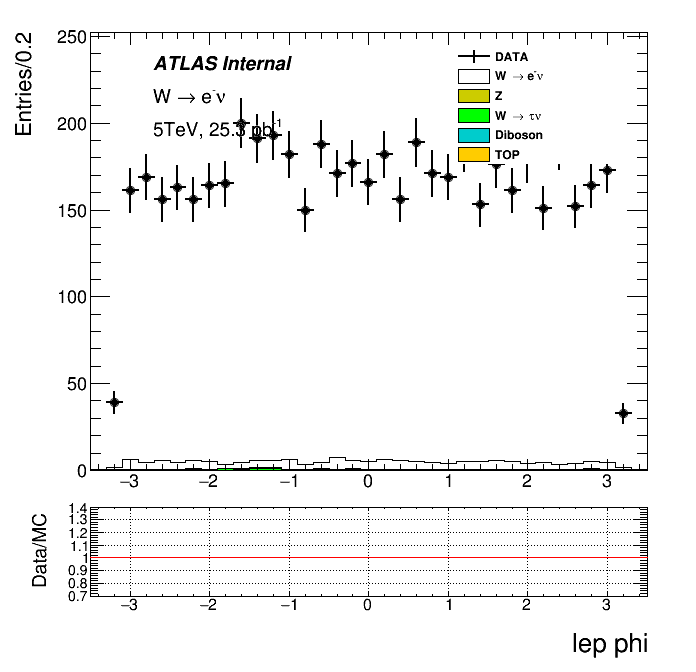 Entries/0.2
250
200
150
100
50
0
ATLAS Internal
W → e⁻ν
5TeV, 25.3 pb⁻¹
DATA
W → e⁻ν
Z
W → τν
Diboson
TOP
−3 −2 −1 0 1 2 3
Data/MC
1.4
1.3
1.2
1.1
1
0.9
0.8
0.7
−3 −2 −1 0 1 2 3
lep phi